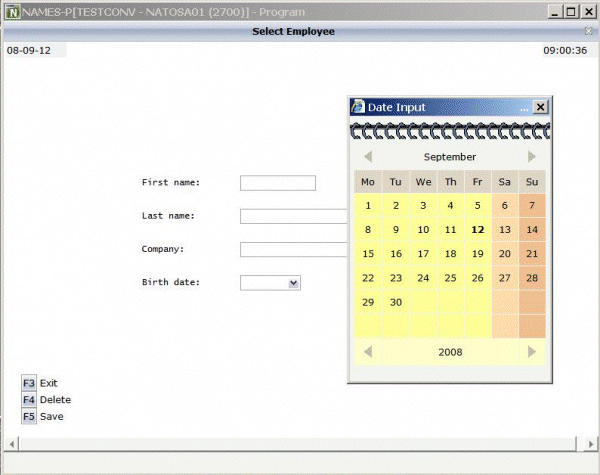 NAMES-P[TESTCONV - NATOSA01 (2700)] - Program
Select Employee
08-09-12 09:00:36
First name:
Last name:
Company:
Birth date:
Date Input ...
September
Mo Tu We Th Fr Sa Su
1 2 3 4 5 6 7
8 9 10 11 12 13 14
15 16 17 18 19 20 21
22 23 24 25 26 27 28
29 30
2008
F3 Exit
F4 Delete
F5 Save